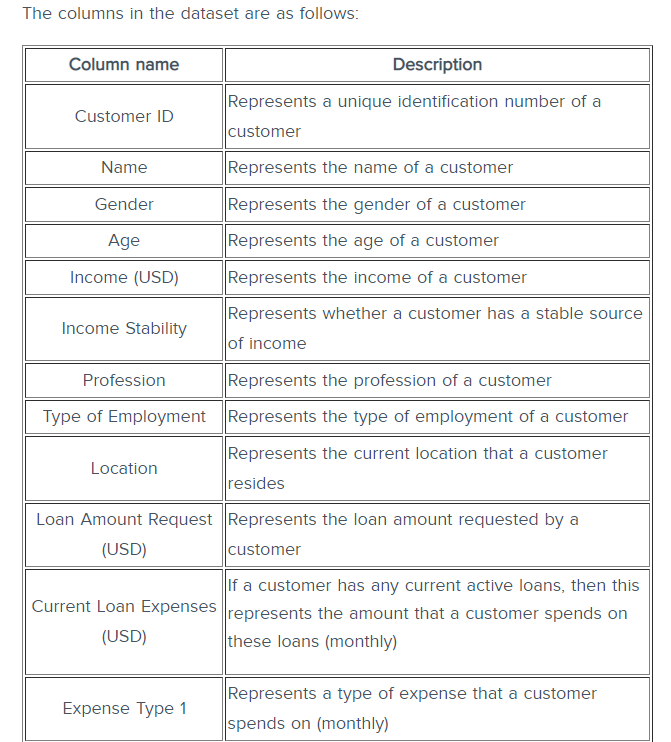 The columns in the dataset are as follows:
Column name
Description
Customer ID
Represents a unique identification number of a
customer
Name
Represents the name of a customer
Gender
Represents the gender of a customer
Age
Represents the age of a customer
Income (USD)
Represents the income of a customer
Income Stability
Represents whether a customer has a stable source
of income
Profession
Represents the profession of a customer
Type of Employment
Represents the type of employment of a customer
Location
Represents the current location that a customer
resides
Loan Amount Request
(USD)
Represents the loan amount requested by a
customer
Current Loan Expenses
(USD)
If a customer has any current active loans, then this
represents the amount that a customer spends on
these loans (monthly)
Expense Type 1
Represents a type of expense that a customer
spends on (monthly)